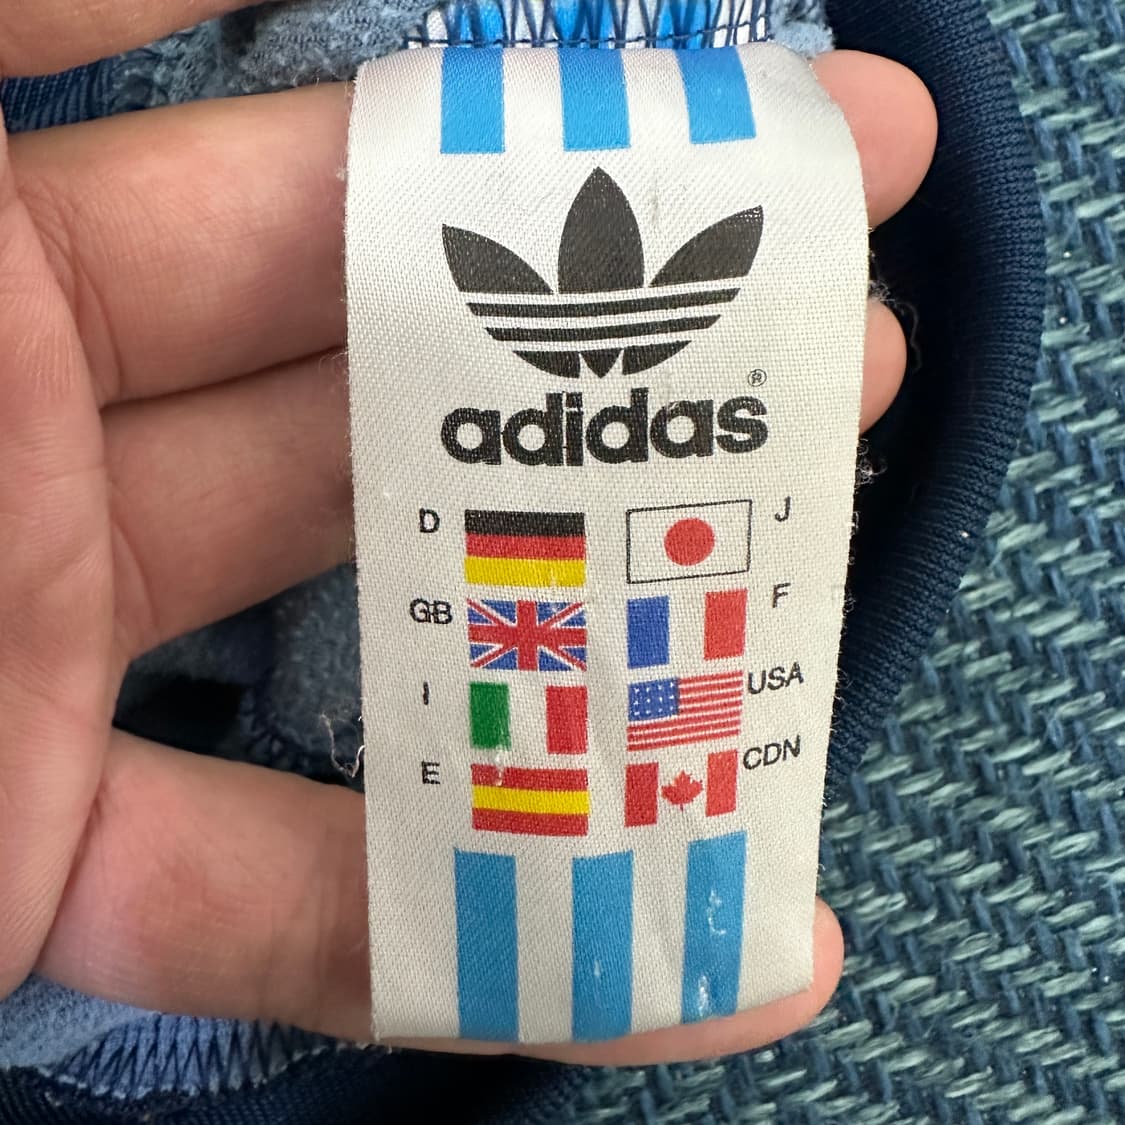 adidas®
D J
GB F
I USA
E CDN